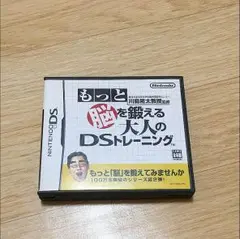 もっと
Nintendo
川島隆太教授監修
脳を鍛える
大人の
DSトレーニング
NINTENDO DS
もっと「脳」を鍛えてみませんか